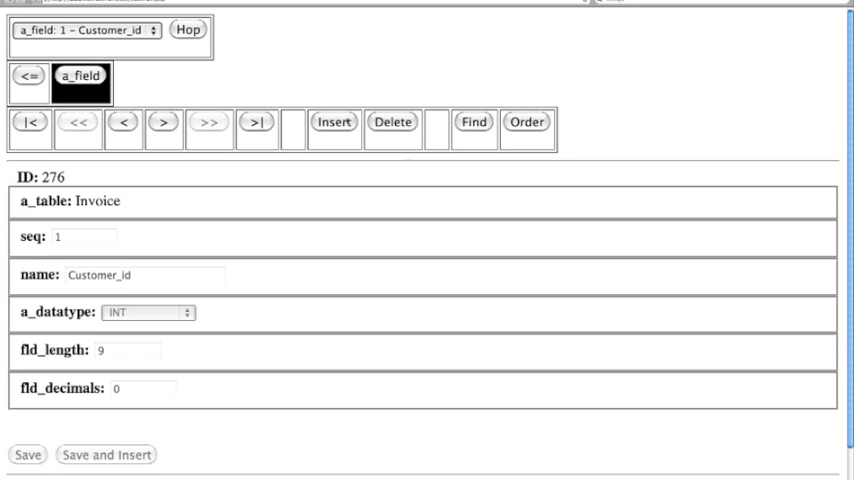 a_field: 1 - Customer_id Hop
<= a_field
|< << < > >> >| Insert Delete Find Order
ID: 276
a_table: Invoice
seq: 1
name: Customer_id
a_datatype: INT
fld_length: 9
fld_decimals: 0
Save Save and Insert